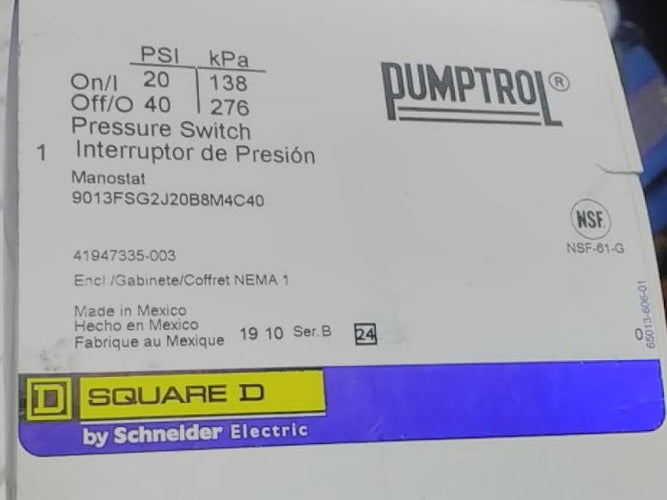 PSI kPa
On/I 20 138
Off/O 40 276
Pressure Switch
1 Interruptor de Presión
Manostat
9013FSG2J20B8M4C40
PUMPTROL®
NSF.
NSF-61-G
41947335-003
Encl./Gabinete/Coffret NEMA 1
Made in Mexico
Hecho en Mexico
Fabrique au Mexique 19 10 Ser.B 24
0 65013-606-01
D SQUARE D
by Schneider Electric